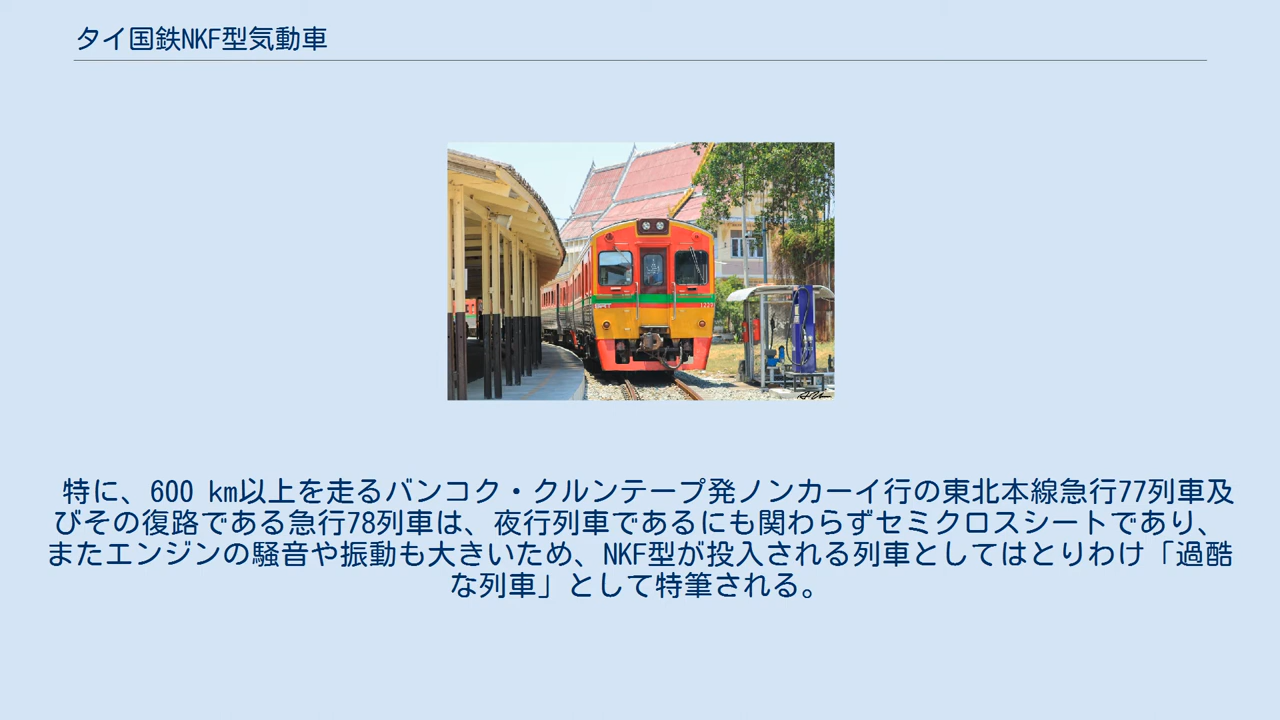 タイ国鉄NKF型気動車
特に、600 km以上を走るバンコク・クルンテープ発ノンカーイ行の東北本線急行77列車及
びその復路である急行78列車は、夜行列車であるにも関わらずセミクロスシートであり、
またエンジンの騒音や振動も大きいため、NKF型が投入される列車としてはとりわけ「過酷
な列車」として特筆される。